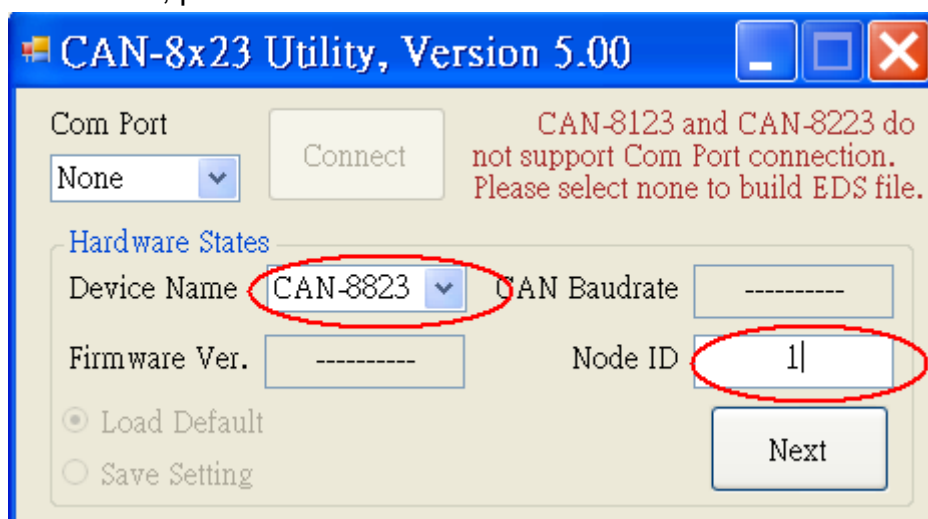 CAN-8x23 Utility, Version 5.00
Com Port
None
Connect
CAN-8123 and CAN-8223 do
not support Com Port connection.
Please select none to build EDS file.
Hardware States
Device Name CAN-8823 CAN Baudrate ----------
Firmware Ver. ---------- Node ID 1
Load Default
Save Setting
Next